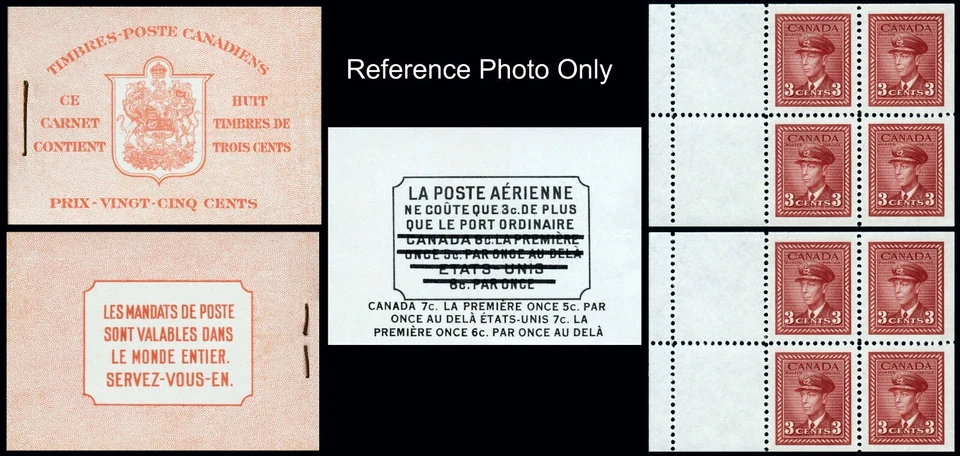 TIMBRES-POSTE CANADIENS
CE
CARNET
CONTIENT
HUIT
TIMBRES DE
TROIS CENTS
PRIX-VINGT-CINQ CENTS
LES MANDATS DE POSTE
SONT VALABLES DANS
LE MONDE ENTIER.
SERVEZ-VOUS-EN.
Reference Photo Only
LA POSTE AÉRIENNE
NE COÛTE QUE 3c. DE PLUS
QUE LE PORT ORDINAIRE
CANADA 6c. LA PREMIÈRE
ONCE 5c. PAR ONCE AU DELÀ
ÉTATS-UNIS
6c. PAR ONCE
CANADA 7c. LA PREMIÈRE ONCE 5c. PAR
ONCE AU DELÀ ÉTATS-UNIS 7c. LA
PREMIÈRE ONCE 6c. PAR ONCE AU DELÀ
CANADA CANADA
3 CENTS 3 3 CENTS 3
CANADA CANADA
3 CENTS 3 3 CENTS 3
CANADA CANADA
3 CENTS 3 3 CENTS 3
CANADA CANADA
3 CENTS 3 3 CENTS 3